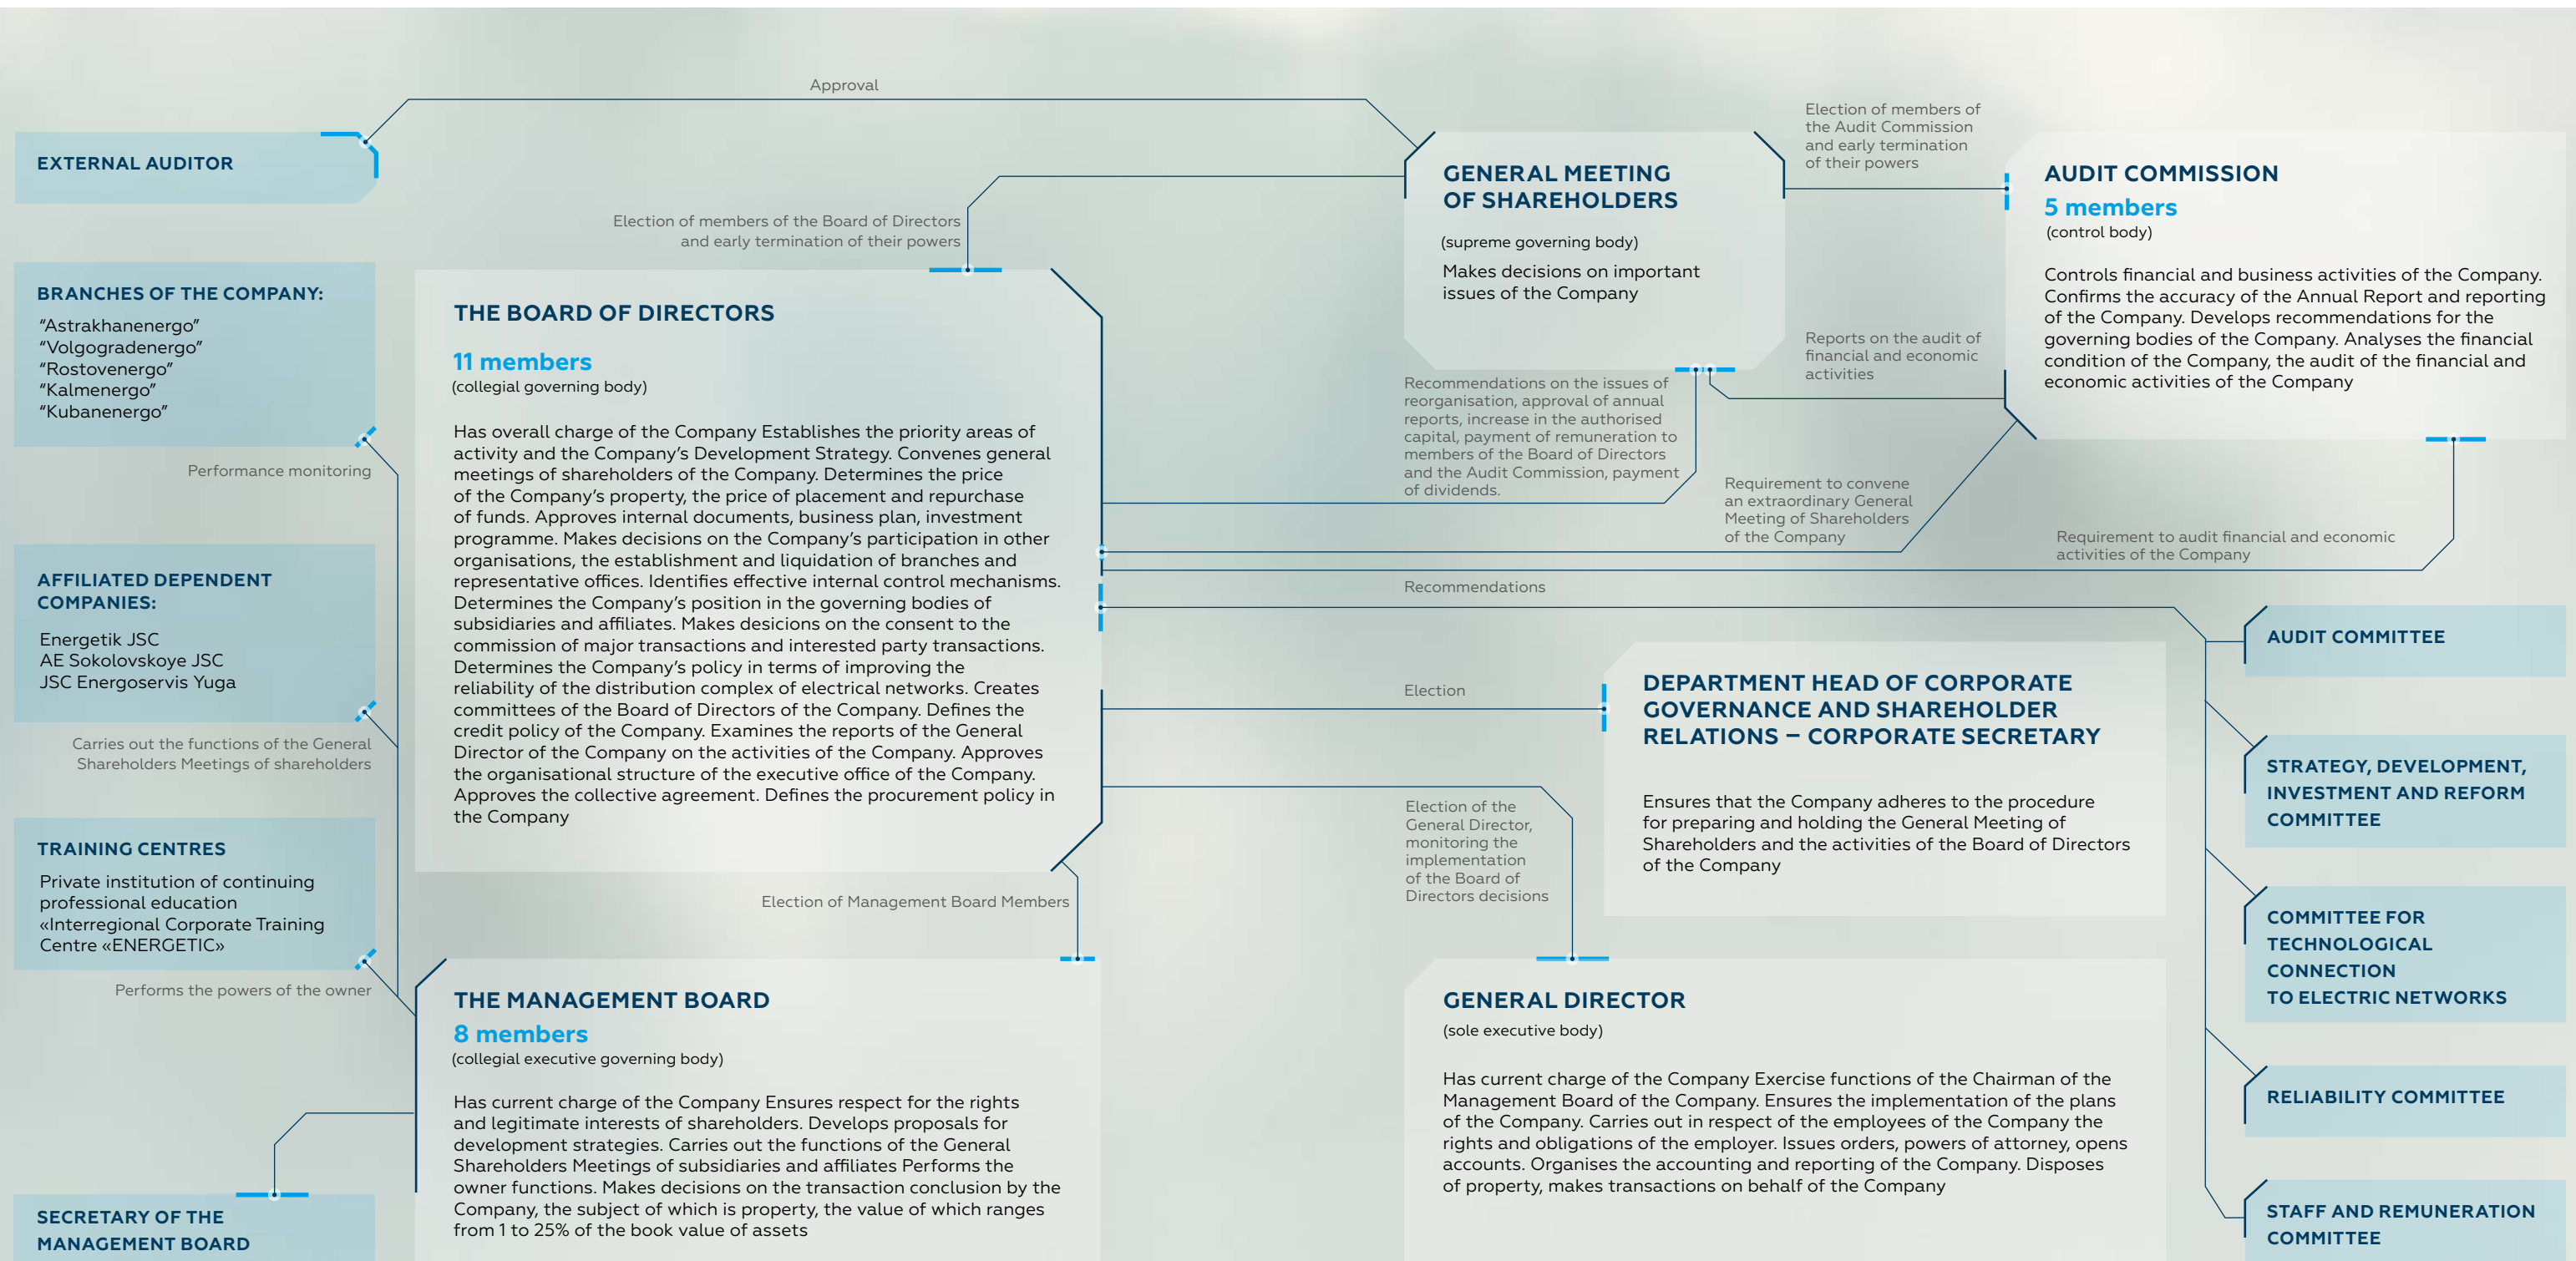 Approval
EXTERNAL AUDITOR
Election of members of the Board of Directors
and early termination of their powers
GENERAL MEETING
OF SHAREHOLDERS
(supreme governing body)
Makes decisions on important
issues of the Company
Election of members of
the Audit Commission
and early termination
of their powers
AUDIT COMMISSION
5 members
(control body)
Controls financial and business activities of the Company.
Confirms the accuracy of the Annual Report and reporting
of the Company. Develops recommendations for the
governing bodies of the Company. Analyses the financial
condition of the Company, the audit of the financial and
economic activities of the Company
BRANCHES OF THE COMPANY:
“Astrakhanenergo”
“Volgogradenergo”
“Rostovenergo”
“Kalmenergo”
“Kubanenergo”
Performance monitoring
THE BOARD OF DIRECTORS
11 members
(collegial governing body)
Has overall charge of the Company Establishes the priority areas of
activity and the Company’s Development Strategy. Convenes general
meetings of shareholders of the Company. Determines the price
of the Company’s property, the price of placement and repurchase
of funds. Approves internal documents, business plan, investment
programme. Makes decisions on the Company’s participation in other
organisations, the establishment and liquidation of branches and
representative offices. Identifies effective internal control mechanisms.
Determines the Company’s position in the governing bodies of
subsidiaries and affiliates. Makes desicions on the consent to the
commission of major transactions and interested party transactions.
Determines the Company’s policy in terms of improving the
reliability of the distribution complex of electrical networks. Creates
committees of the Board of Directors of the Company. Defines the
credit policy of the Company. Examines the reports of the General
Director of the Company on the activities of the Company. Approves
the organisational structure of the executive office of the Company.
Approves the collective agreement. Defines the procurement policy in
the Company
Reports on the audit of
financial and economic
activities
Recommendations on the issues of
reorganisation, approval of annual
reports, increase in the authorised
capital, payment of remuneration to
members of the Board of Directors
and the Audit Commission, payment
of dividends.
Requirement to convene
an extraordinary General
Meeting of Shareholders
of the Company
Requirement to audit financial and economic
activities of the Company
Recommendations
AFFILIATED DEPENDENT
COMPANIES:
Energetik JSC
AE Sokolovskoye JSC
JSC Energoservis Yuga
Carries out the functions of the General
Shareholders Meetings of shareholders
TRAINING CENTRES
Private institution of continuing
professional education
«Interregional Corporate Training
Centre «ENERGETIC»
Performs the powers of the owner
Election
DEPARTMENT HEAD OF CORPORATE
GOVERNANCE AND SHAREHOLDER
RELATIONS – CORPORATE SECRETARY
Ensures that the Company adheres to the procedure
for preparing and holding the General Meeting of
Shareholders and the activities of the Board of Directors
of the Company
Election of the
General Director,
monitoring the
implementation
of the Board of
Directors decisions
Election of Management Board Members
AUDIT COMMITTEE
STRATEGY, DEVELOPMENT,
INVESTMENT AND REFORM
COMMITTEE
COMMITTEE FOR
TECHNOLOGICAL
CONNECTION
TO ELECTRIC NETWORKS
RELIABILITY COMMITTEE
STAFF AND REMUNERATION
COMMITTEE
THE MANAGEMENT BOARD
8 members
(collegial executive governing body)
Has current charge of the Company Ensures respect for the rights
and legitimate interests of shareholders. Develops proposals for
development strategies. Carries out the functions of the General
Shareholders Meetings of subsidiaries and affiliates Performs the
owner functions. Makes decisions on the transaction conclusion by the
Company, the subject of which is property, the value of which ranges
from 1 to 25% of the book value of assets
GENERAL DIRECTOR
(sole executive body)
Has current charge of the Company Exercise functions of the Chairman of the
Management Board of the Company. Ensures the implementation of the plans
of the Company. Carries out in respect of the employees of the Company the
rights and obligations of the employer. Issues orders, powers of attorney, opens
accounts. Organises the accounting and reporting of the Company. Disposes
of property, makes transactions on behalf of the Company
SECRETARY OF THE
MANAGEMENT BOARD